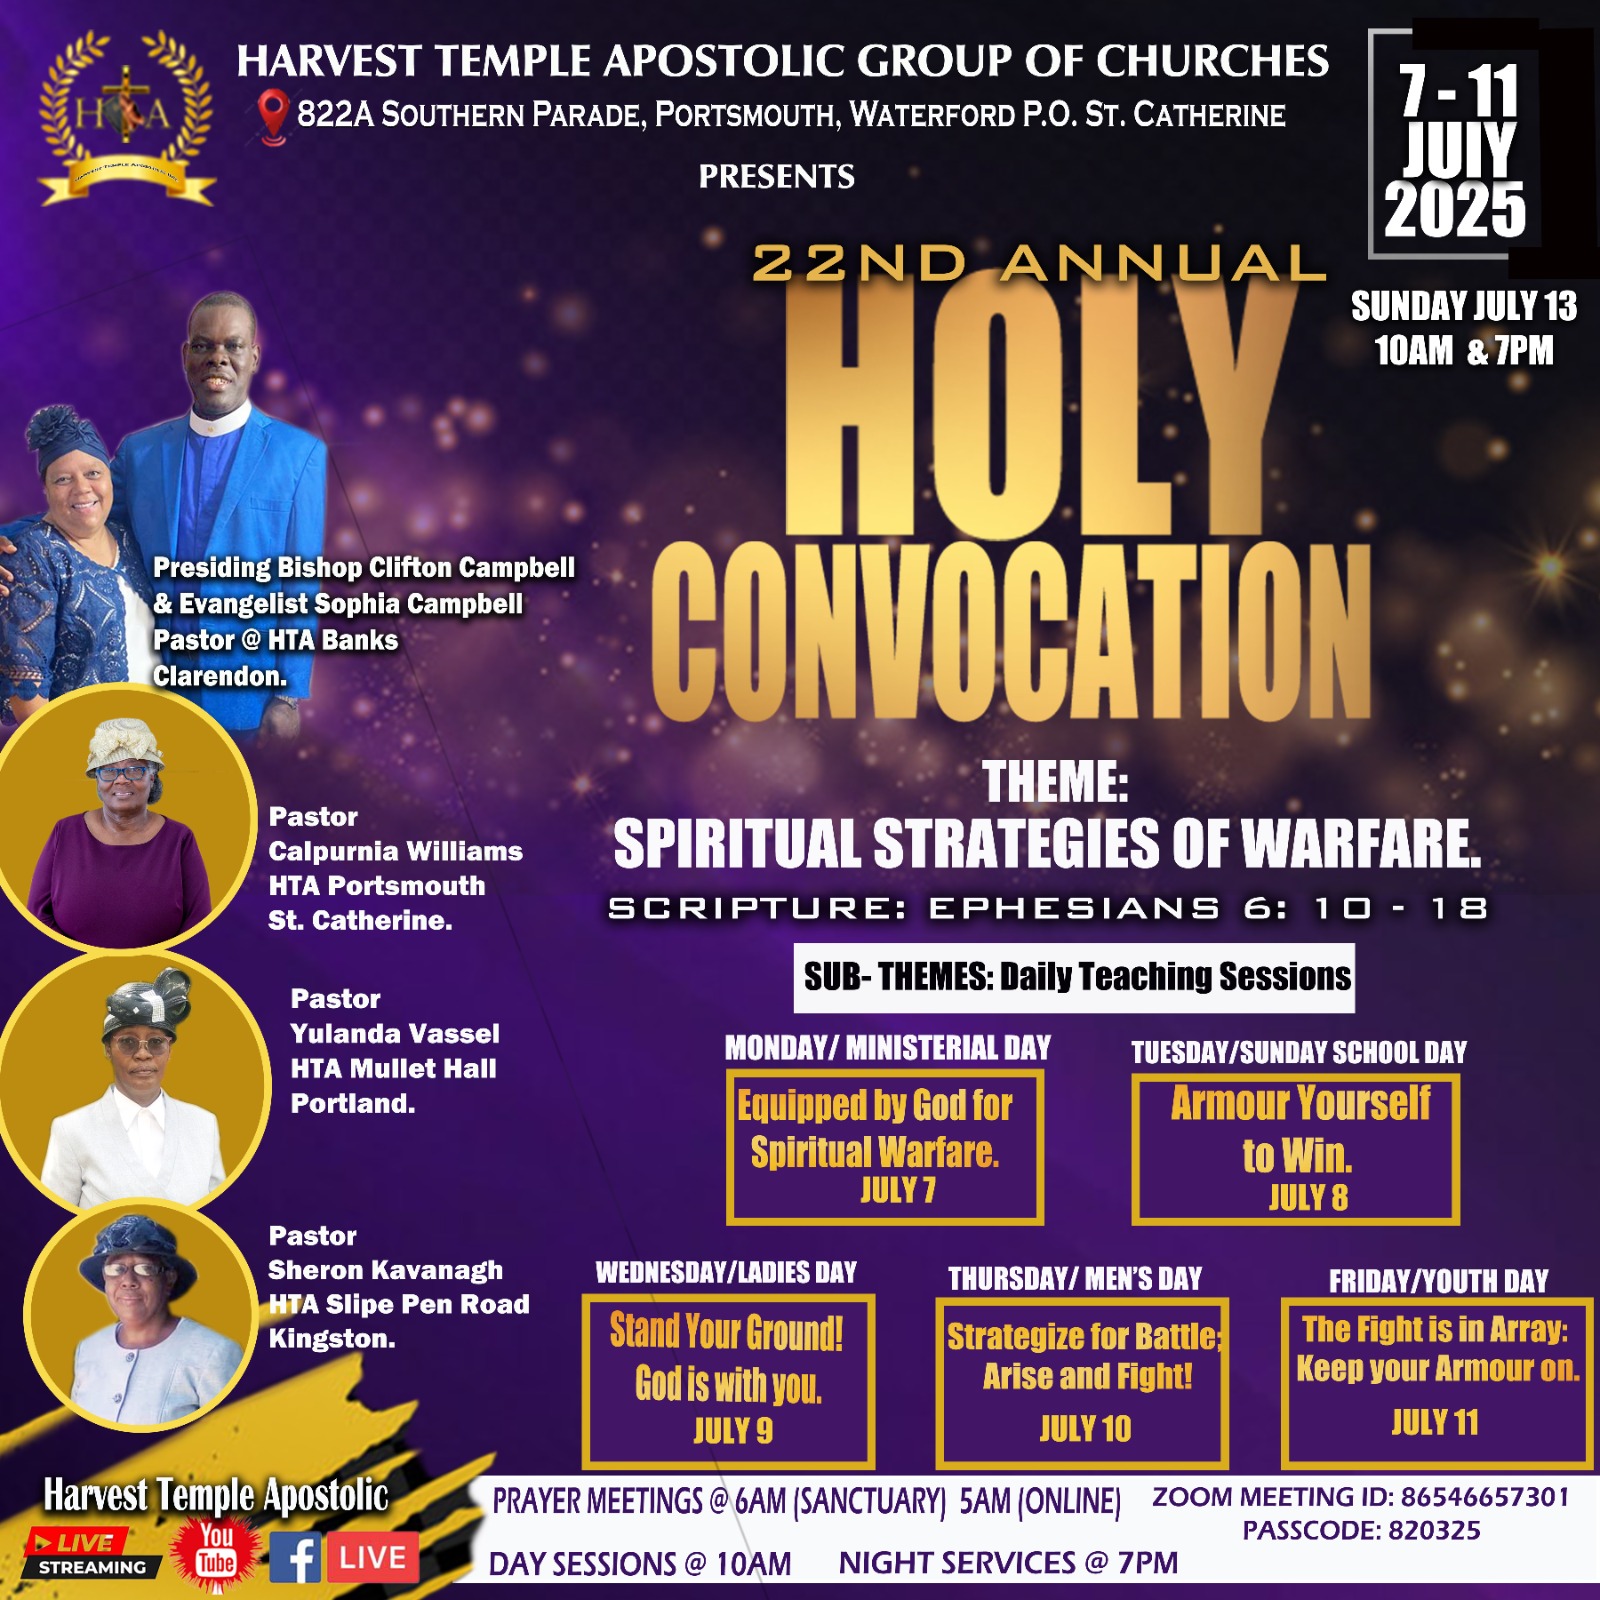 HTA
HARVEST TEMPLE APOSTOLIC GROUP OF CHURCHES
822A SOUTHERN PARADE, PORTSMOUTH, WATERFORD P.O. ST. CATHERINE
PRESENTS
7 - 11
JUIY
2025
SUNDAY JULY 13
10AM & 7PM
22ND ANNUAL
HOLY
CONVOCATION
Presiding Bishop Clifton Campbell
& Evangelist Sophia Campbell
Pastor @ HTA Banks
Clarendon.
Pastor
Calpurnia Williams
HTA Portsmouth
St. Catherine.
Pastor
Yulanda Vassel
HTA Mullet Hall
Portland.
Pastor
Sheron Kavanagh
HTA Slipe Pen Road
Kingston.
THEME:
SPIRITUAL STRATEGIES OF WARFARE.
SCRIPTURE: EPHESIANS 6: 10 - 18
SUB- THEMES: Daily Teaching Sessions
MONDAY/ MINISTERIAL DAY
Equipped by God for
Spiritual Warfare.
JULY 7
TUESDAY/SUNDAY SCHOOL DAY
Armour Yourself
to Win.
JULY 8
WEDNESDAY/LADIES DAY
Stand Your Ground!
God is with you.
JULY 9
THURSDAY/ MEN'S DAY
Strategize for Battle;
Arise and Fight!
JULY 10
FRIDAY/YOUTH DAY
The Fight is in Array:
Keep your Armour on.
JULY 11
Harvest Temple Apostolic
LIVE
STREAMING
You
Tube
f LIVE
PRAYER MEETINGS @ 6AM (SANCTUARY) 5AM (ONLINE)
ZOOM MEETING ID: 86546657301
PASSCODE: 820325
DAY SESSIONS @ 10AM NIGHT SERVICES @ 7PM